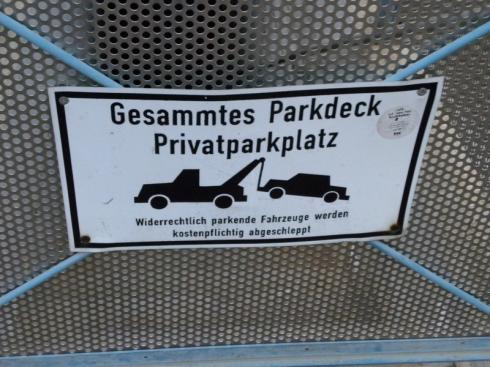 Gesammtes Parkdeck
Privatparkplatz
Widerrechtlich parkende Fahrzeuge werden
kostenpflichtig abgeschleppt